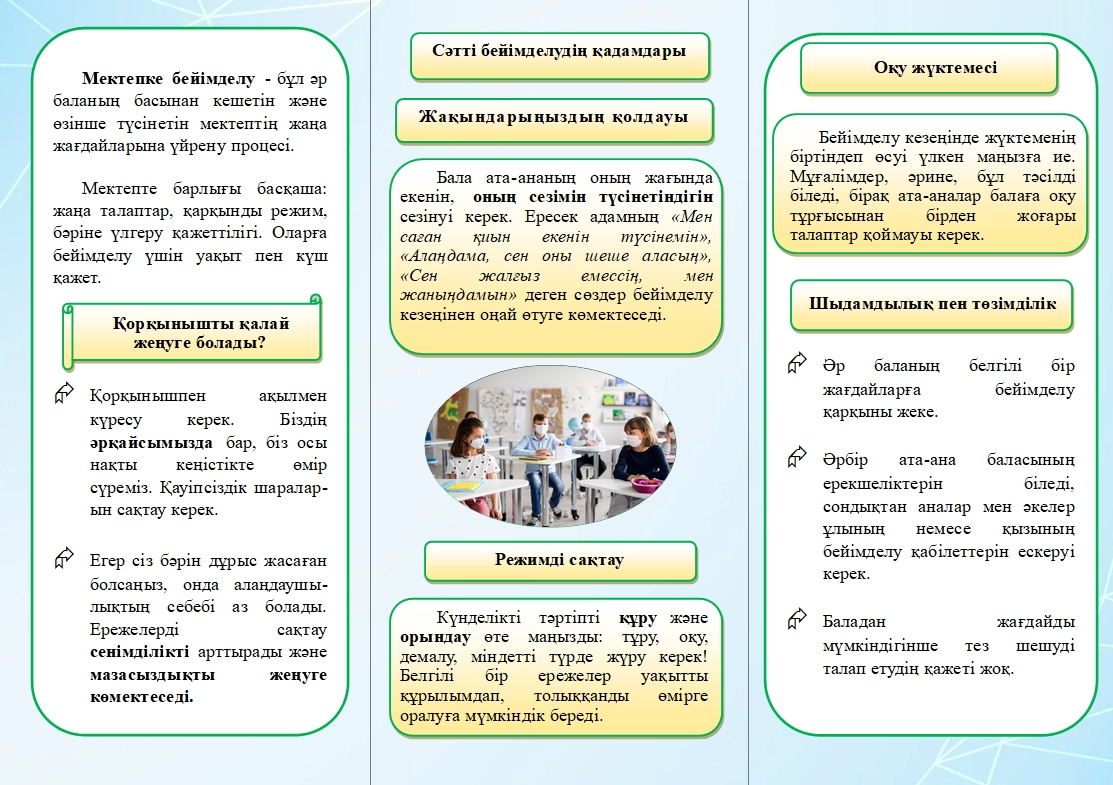 Мектепке бейімделу - бұл әр
баланың басынан кешетін және
өзінше түсінетін мектептің жаңа
жағдайларына үйрену процесі.
Мектепте барлығы басқаша:
жаңа талаптар, қарқынды режим,
бәріне үлгеру қажеттілігі. Оларға
бейімделу үшін уақыт пен күш
қажет.
Қорқынышты қалай
жеңуге болады?
Қорқынышпен ақылмен
күресу керек. Біздің
әрқайсымызда бар, біз осы
нақты кеңістікте өмір
сүреміз. Қауіпсіздік шаралар-
ын сақтау керек.
Егер сіз бәрін дұрыс жасаған
болсаңыз, онда алаңдаушы-
лықтың себебі аз болады.
Ережелерді сақтау
сенімділікті арттырады және
мазасыздықты жеңуге
көмектеседі.
Сәтті бейімделудің қадамдары
Жақындарыңыздың қолдауы
Бала ата-ананың оның жағында
екенін, оның сезімін түсінетіндігін
сезінуі керек. Ересек адамның «Мен
саған қиын екенін түсінемін»,
«Алаңдама, сен оны шеше аласың»,
«Сен жалғыз емессің, мен
жаныңдамын» деген сөздер бейімделу
кезеңінен оңай өтуге көмектеседі.
Режимді сақтау
Күнделікті тәртіпті құру және
орындау өте маңызды: тұру, оқу,
демалу, міндетті түрде жүру керек!
Белгілі бір ережелер уақытты
құрылымдап, толыққанды өмірге
оралуға мүмкіндік береді.
Оқу жүктемесі
Бейімделу кезеңінде жүктеменің
біртіндеп өсуі үлкен маңызға ие.
Мұғалімдер, әрине, бұл тәсілді
біледі, бірақ ата-аналар балаға оқу
тұрғысынан бірден жоғары
талаптар қоймауы керек.
Шыдамдылық пен төзімділік
Әр баланың белгілі бір
жағдайларға бейімделу
қарқыны жеке.
Әрбір ата-ана баласының
ерекшеліктерін біледі,
сондықтан аналар мен әкелер
ұлының немесе қызының
бейімделу қабілеттерін ескеруі
керек.
Баладан жағдайды
мүмкіндігінше тез шешуді
талап етудің қажеті жоқ.